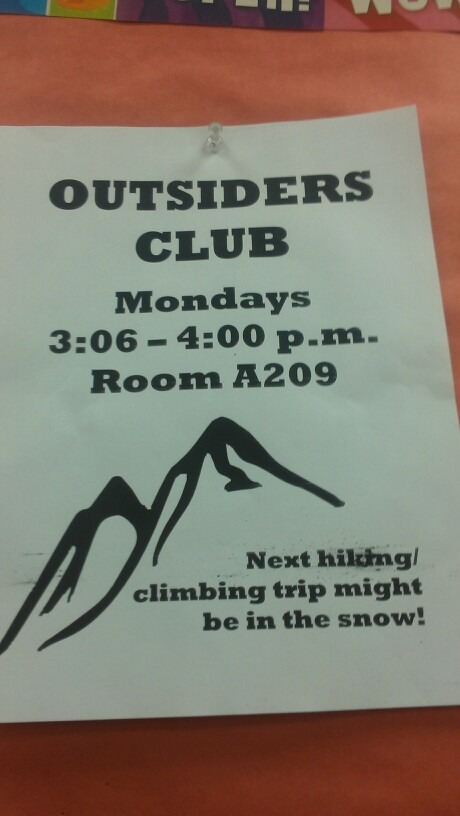 OUTSIDERS
CLUB
Mondays
3:06 – 4:00 p.m.
Room A209
Next hiking/
climbing trip might
be in the snow!